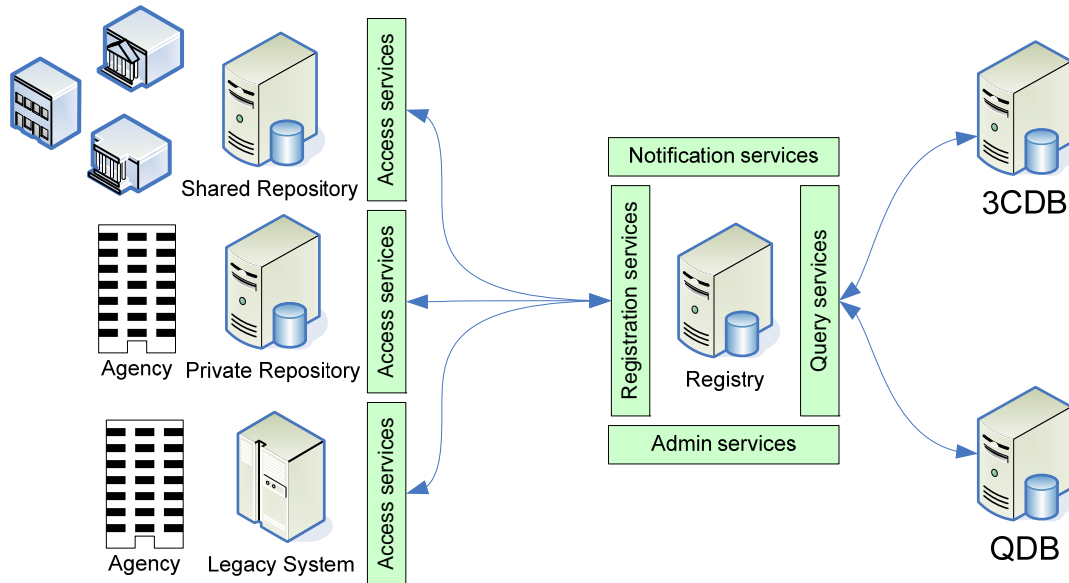 Access services
Shared Repository
Access services
Agency
Private Repository
Access services
Agency
Legacy System
Notification services
Registration services
Registry
Query services
Admin services
3CDB
QDB